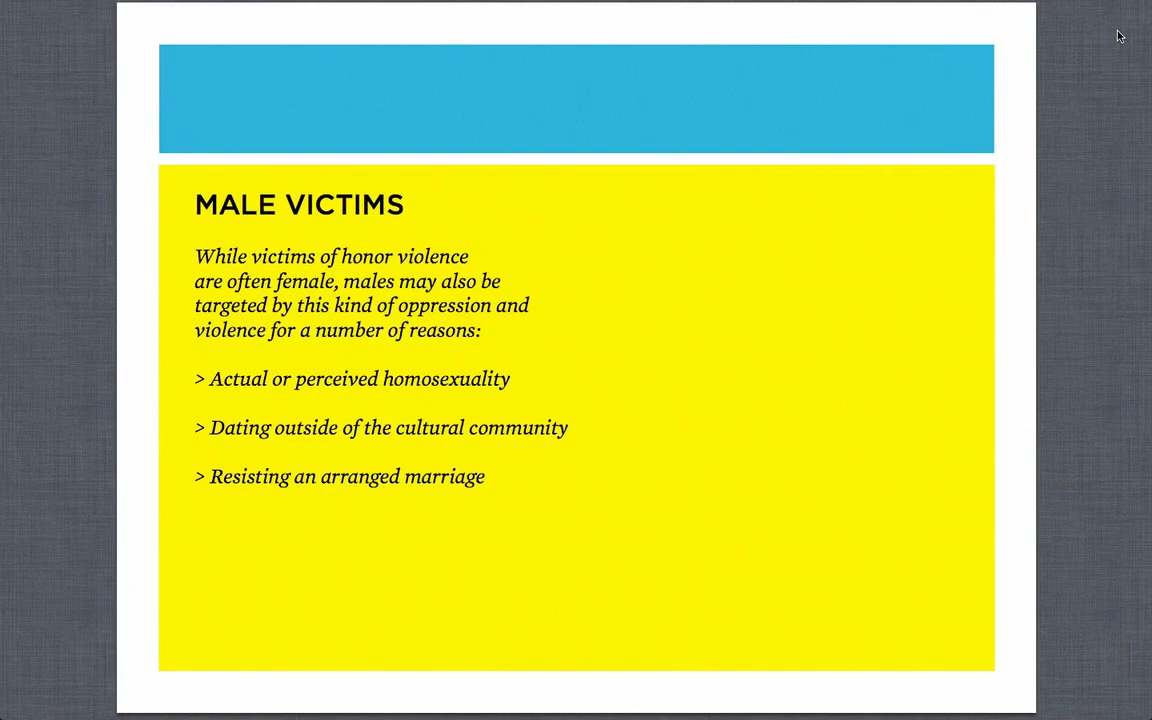 MALE VICTIMS
While victims of honor violence
are often female, males may also be
targeted by this kind of oppression and
violence for a number of reasons:
> Actual or perceived homosexuality
> Dating outside of the cultural community
> Resisting an arranged marriage